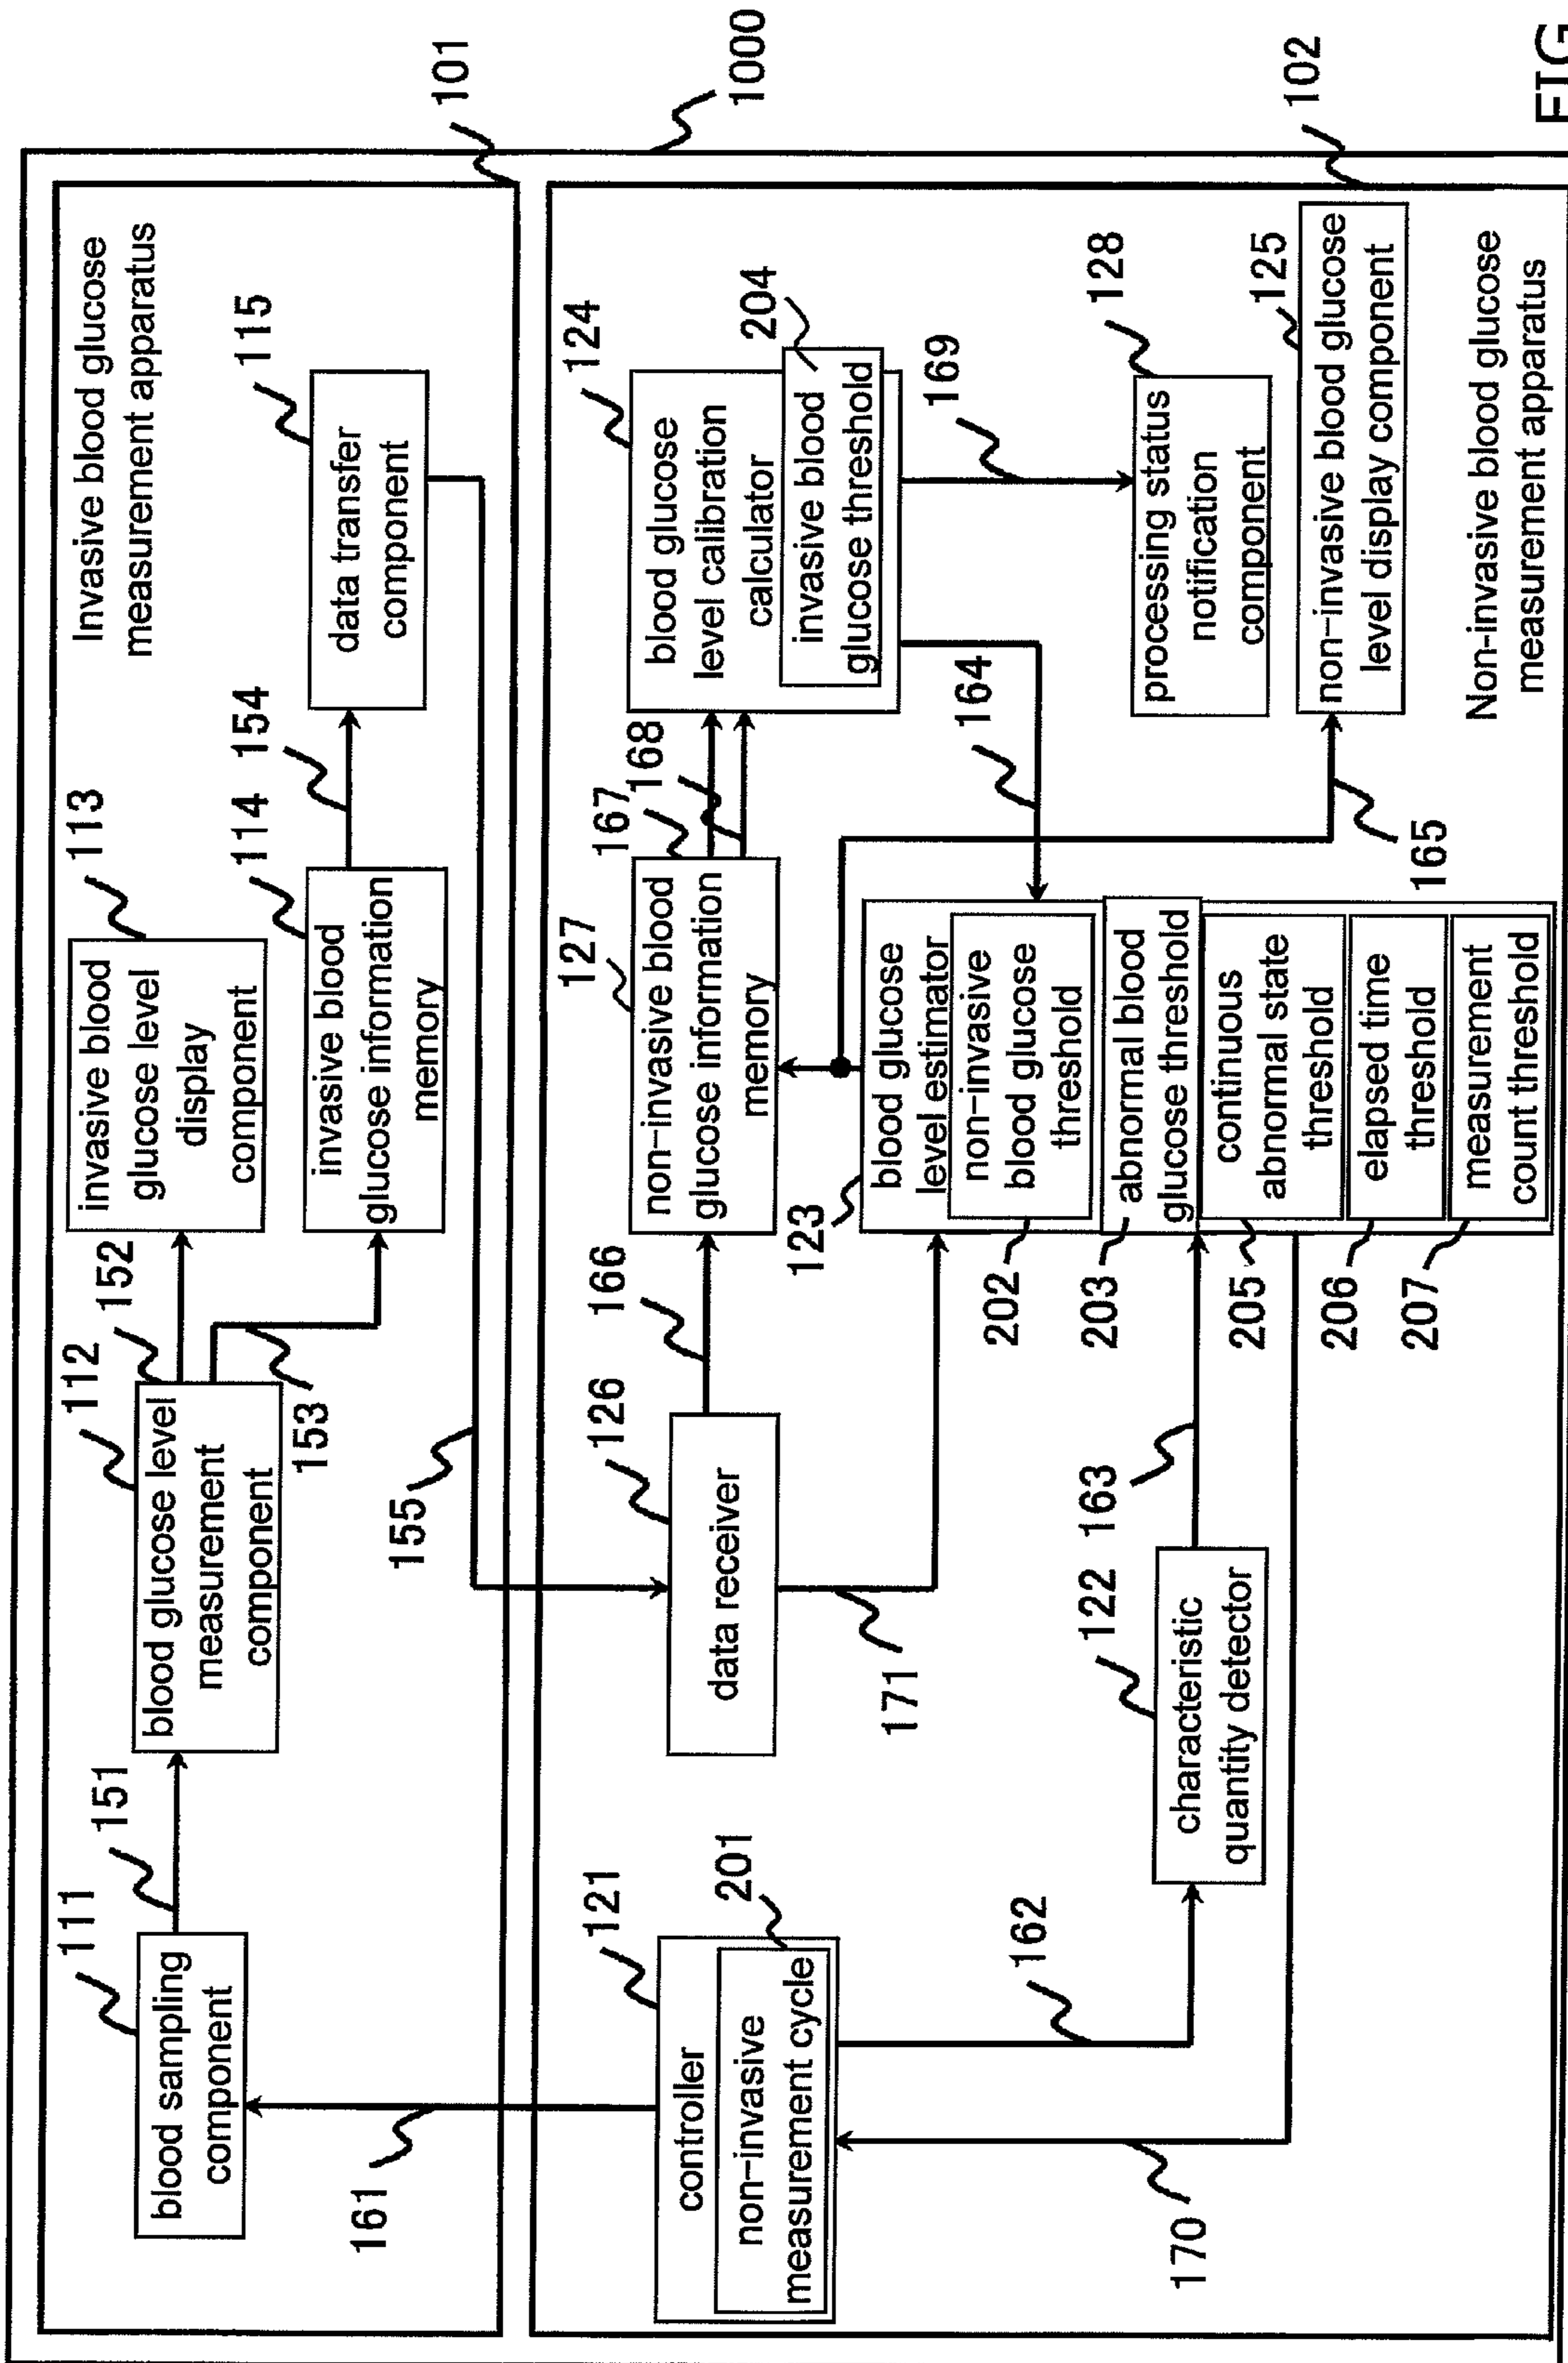 101
1000
102
FIG
Invasive blood glucose
measurement apparatus
111
blood sampling
component
151
112
blood glucose level
measurement
component
152
153
113
invasive blood
glucose level
display
component
114
invasive blood
glucose information
memory
154
115
data transfer
component
155
161
121
controller
non-invasive
measurement cycle
201
162
170
126
data receiver
166
171
122
characteristic
quantity detector
163
127
non-invasive blood
glucose information
memory
167
168
123
blood glucose
level estimator
non-invasive
blood glucose
threshold
202
abnormal blood
glucose threshold
203
continuous
abnormal state
threshold
205
elapsed time
threshold
206
measurement
count threshold
207
124
blood glucose
level calibration
calculator
204
invasive blood
glucose threshold
164
165
169
128
processing status
notification
component
125
non-invasive blood glucose
level display component
Non-invasive blood glucose
measurement apparatus